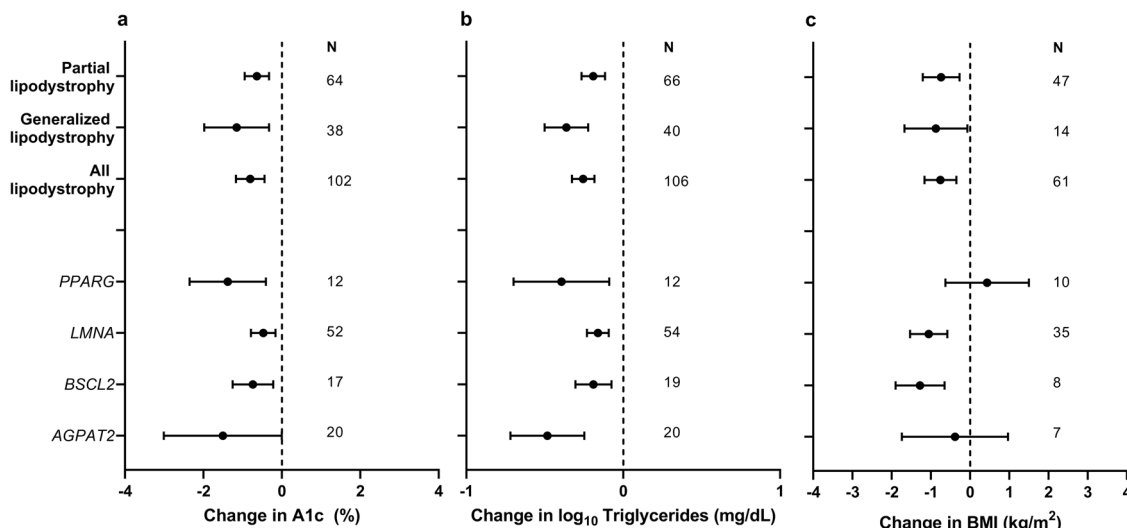 a
b
c
N
N
N
Partial
lipodystrophy
64
66
47
Generalized
lipodystrophy
38
40
14
All
lipodystrophy
102
106
61
PPARG
12
12
10
LMNA
52
54
35
BSCL2
17
19
8
AGPAT2
20
20
7
-4 -2 0 2 4
-1 0 1
-4 -3 -2 -1 0 1 2 3 4
Change in A1c (%)
Change in log10 Triglycerides (mg/dL)
Change in BMI (kg/m²)